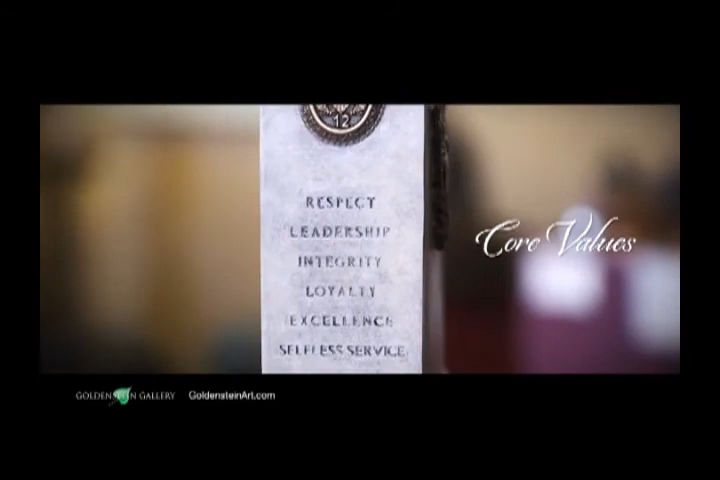 12
RESPECT
LEADERSHIP
INTEGRITY
LOYALTY
EXCELLENCE
SELFLESS SERVICE
Core Values
GOLDENSTEIN GALLERY
GoldensteinArt.com